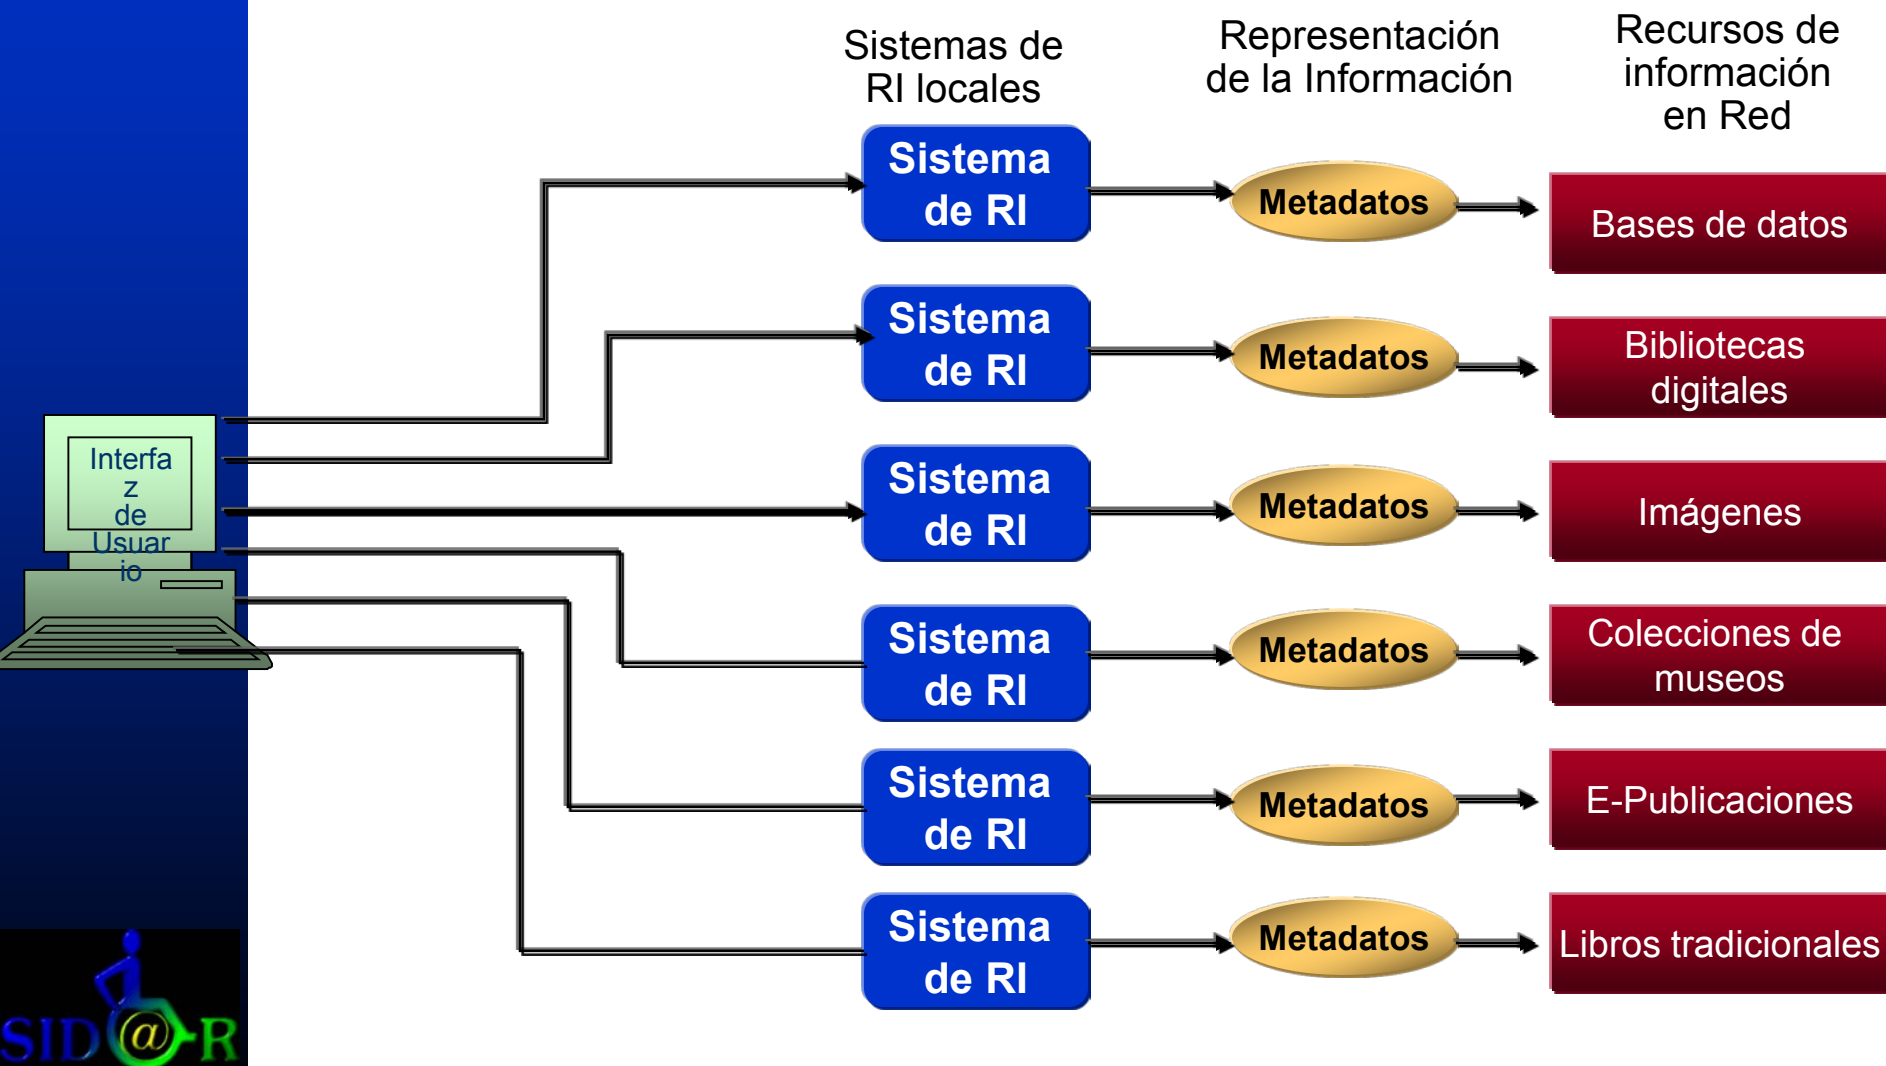 Sistemas de
RI locales
Representación
de la Información
Recursos de
información
en Red
Interfa
z
de
Usuar
io
Sistema
de RI
Metadatos
Bases de datos
Sistema
de RI
Metadatos
Bibliotecas
digitales
Sistema
de RI
Metadatos
Imágenes
Sistema
de RI
Metadatos
Colecciones de
museos
Sistema
de RI
Metadatos
E-Publicaciones
Sistema
de RI
Metadatos
Libros tradicionales
SID@R